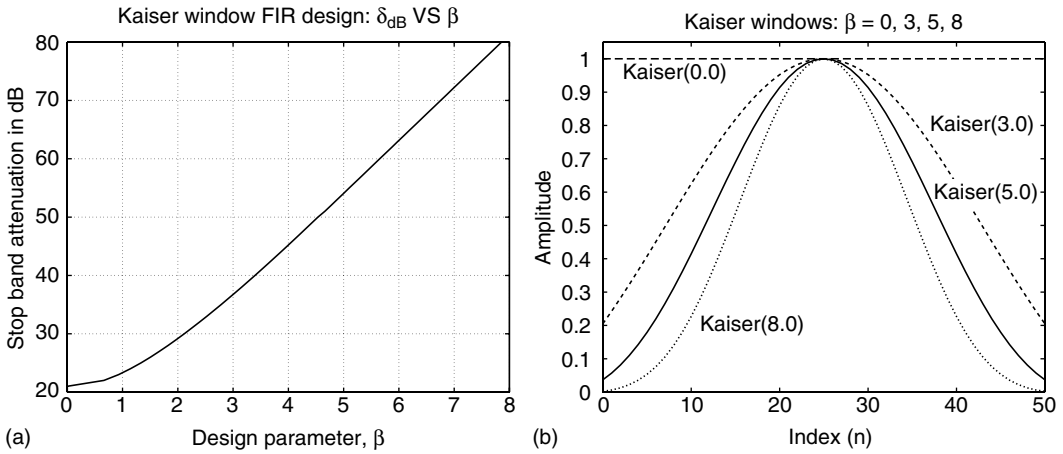 Kaiser window FIR design: δdB VS β
Stop band attenuation in dB
80
70
60
50
40
30
20
0 1 2 3 4 5 6 7 8
Design parameter, β
(a)
Kaiser windows: β = 0, 3, 5, 8
Amplitude
1
0.9
0.8
0.7
0.6
0.5
0.4
0.3
0.2
0.1
0
Kaiser(0.0)
Kaiser(3.0)
Kaiser(5.0)
Kaiser(8.0)
0 10 20 30 40 50
Index (n)
(b)